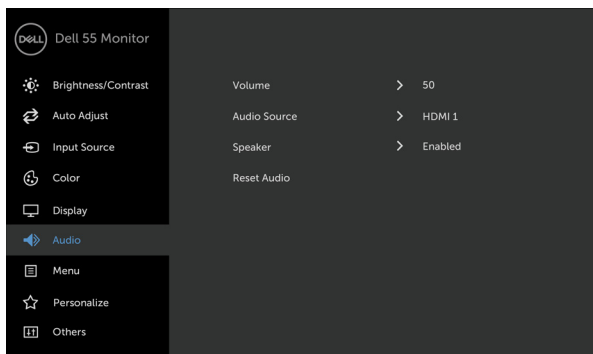 DELL Dell 55 Monitor
Brightness/Contrast
Auto Adjust
Input Source
Color
Display
Audio
Menu
Personalize
Others
Volume 50
Audio Source HDMI 1
Speaker Enabled
Reset Audio